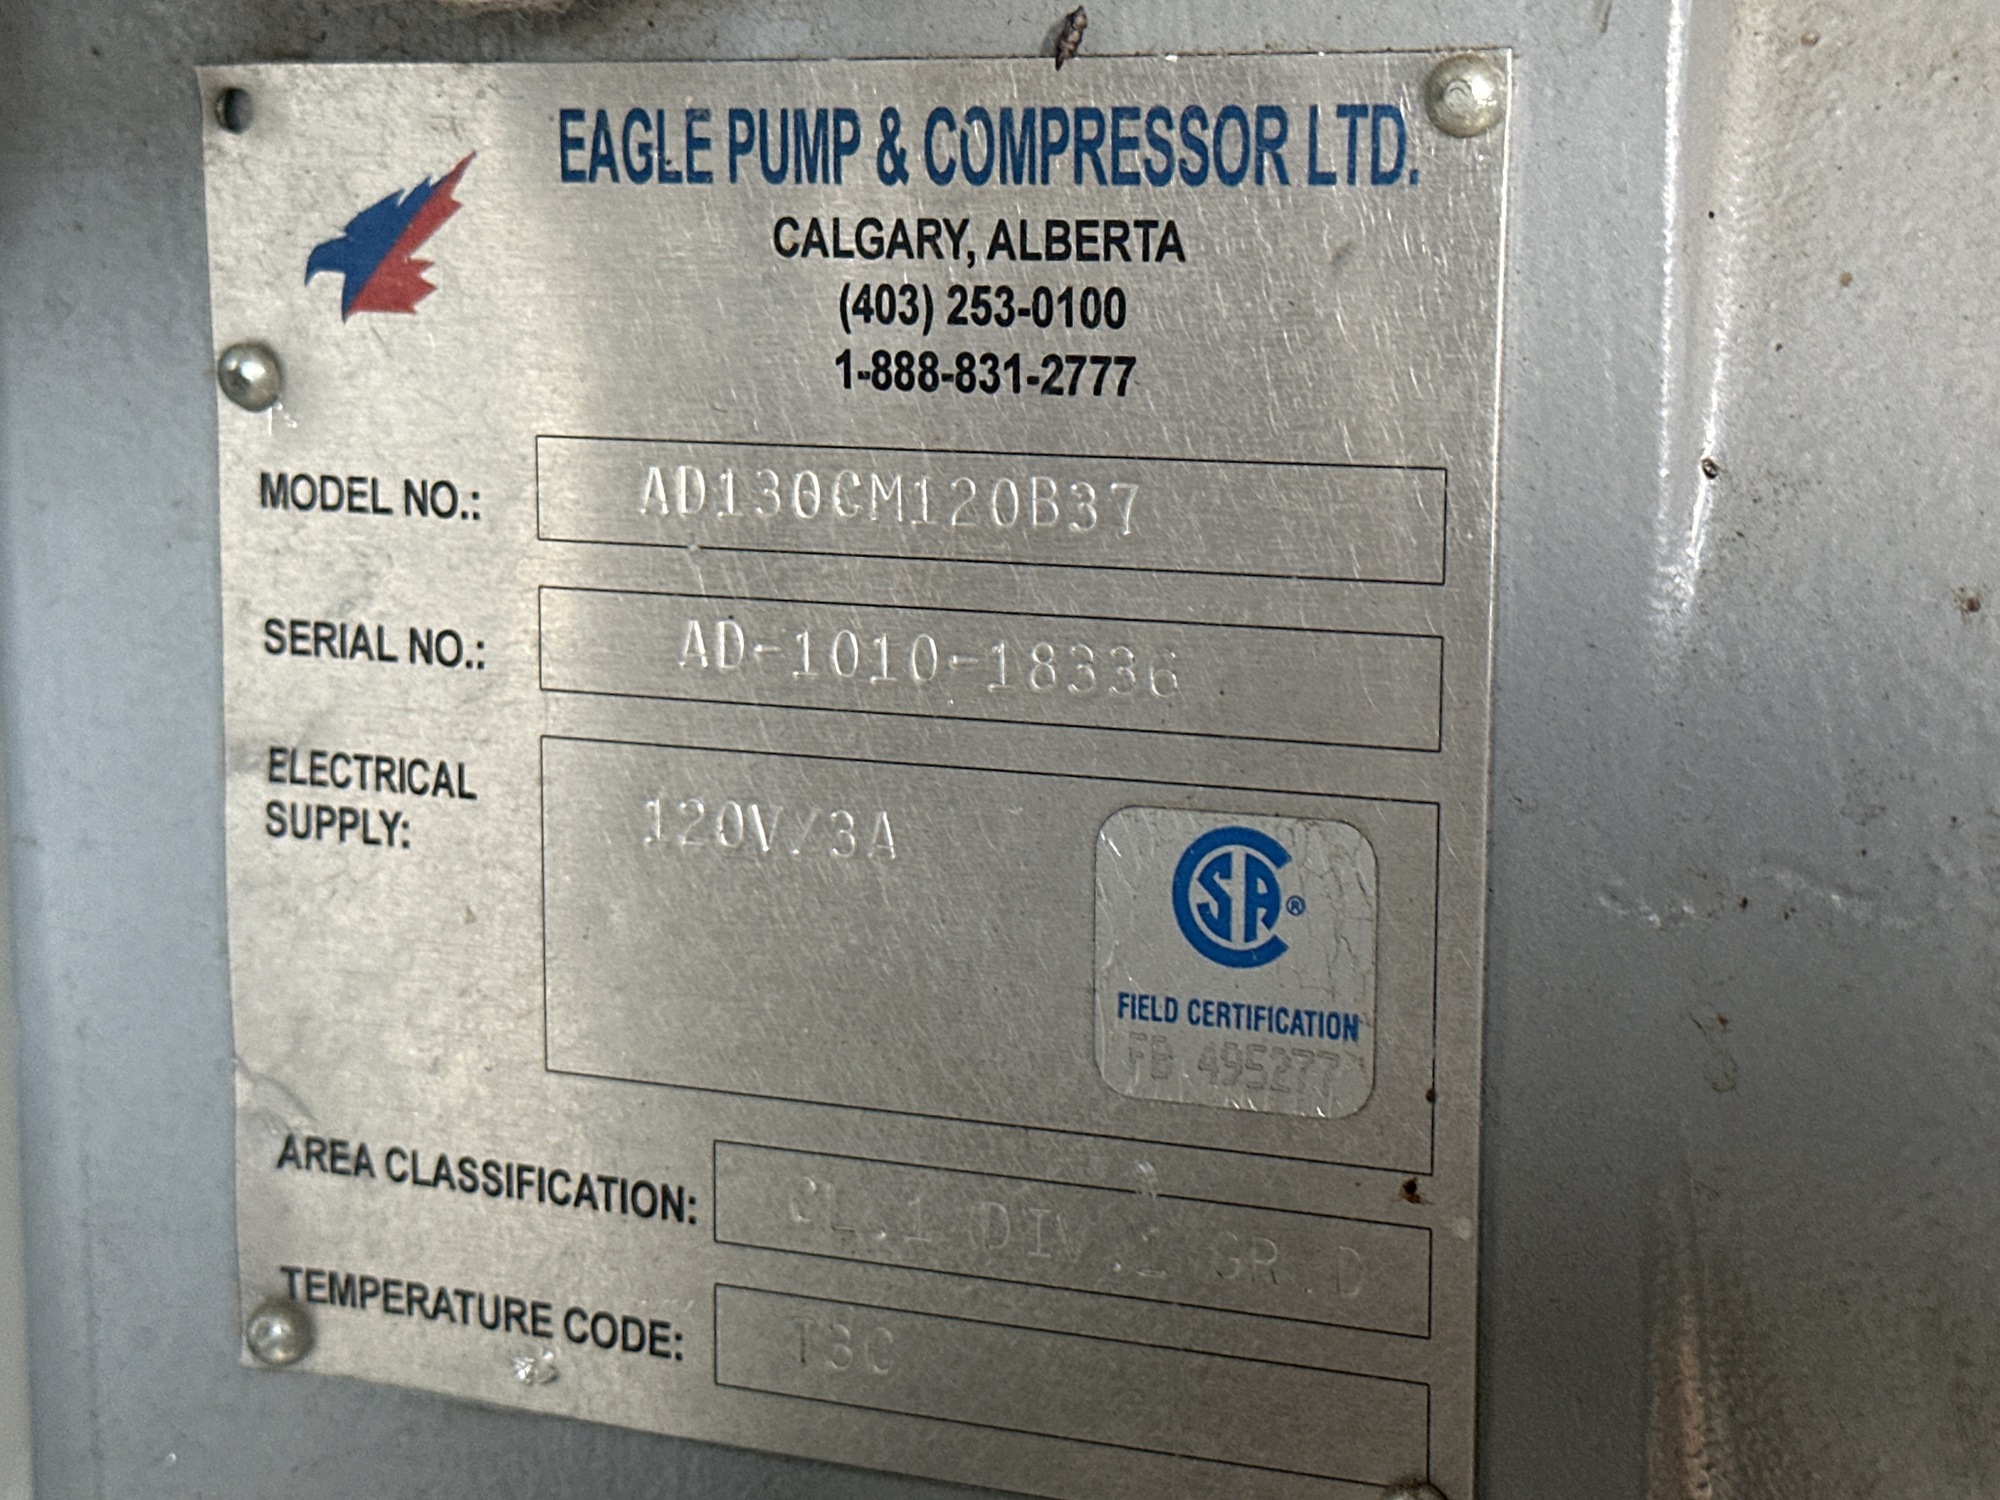 EAGLE PUMP & COMPRESSOR LTD.
CALGARY, ALBERTA
(403) 253-0100
1-888-831-2777
MODEL NO.: AD130CM120B37
SERIAL NO.: AD-1010-18336
ELECTRICAL
SUPPLY: 120V/3A
CSA®
FIELD CERTIFICATION
FB 495277
AREA CLASSIFICATION: CL.1 DIV.1 GR.D
TEMPERATURE CODE: T3C